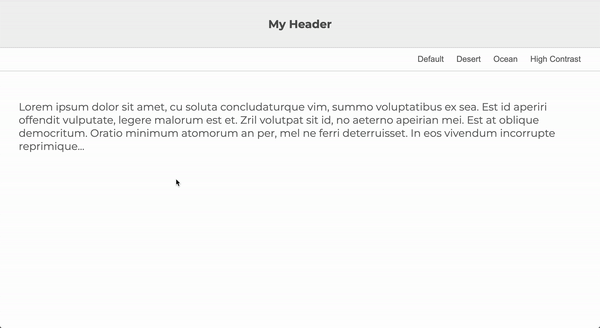 My Header
Default Desert Ocean High Contrast
Lorem ipsum dolor sit amet, cu soluta concludaturque vim, summo voluptatibus ex sea. Est id aperiri
offendit vulputate, legere malorum est et. Zril volutpat sit id, no aeterno apeirian mei. Est at oblique
democritum. Oratio minimum atomorum an per, mel ne ferri deterruisset. In eos vivendum incorrupte
reprimique...